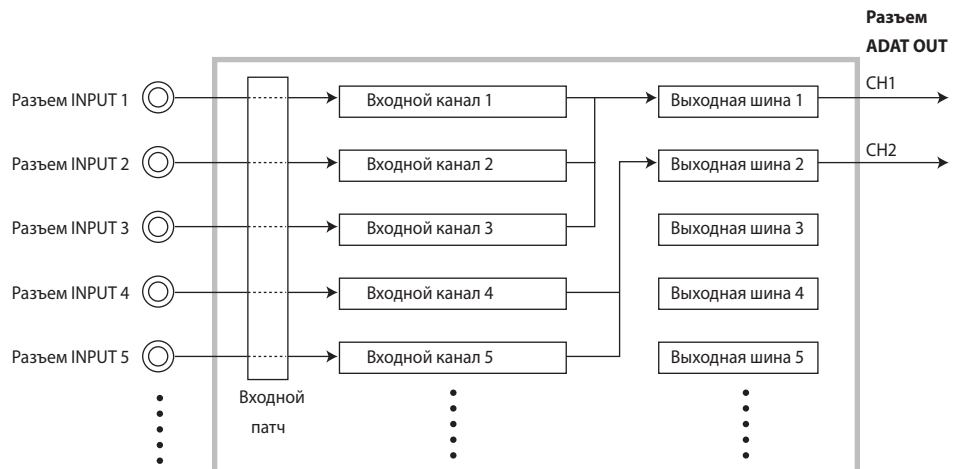 Разъем
ADAT OUT
Разъем INPUT 1
Входной канал 1
Выходная шина 1
CH1
Разъем INPUT 2
Входной канал 2
Выходная шина 2
CH2
Разъем INPUT 3
Входной канал 3
Выходная шина 3
Разъем INPUT 4
Входной канал 4
Выходная шина 4
Разъем INPUT 5
Входной канал 5
Выходная шина 5
Входной
патч